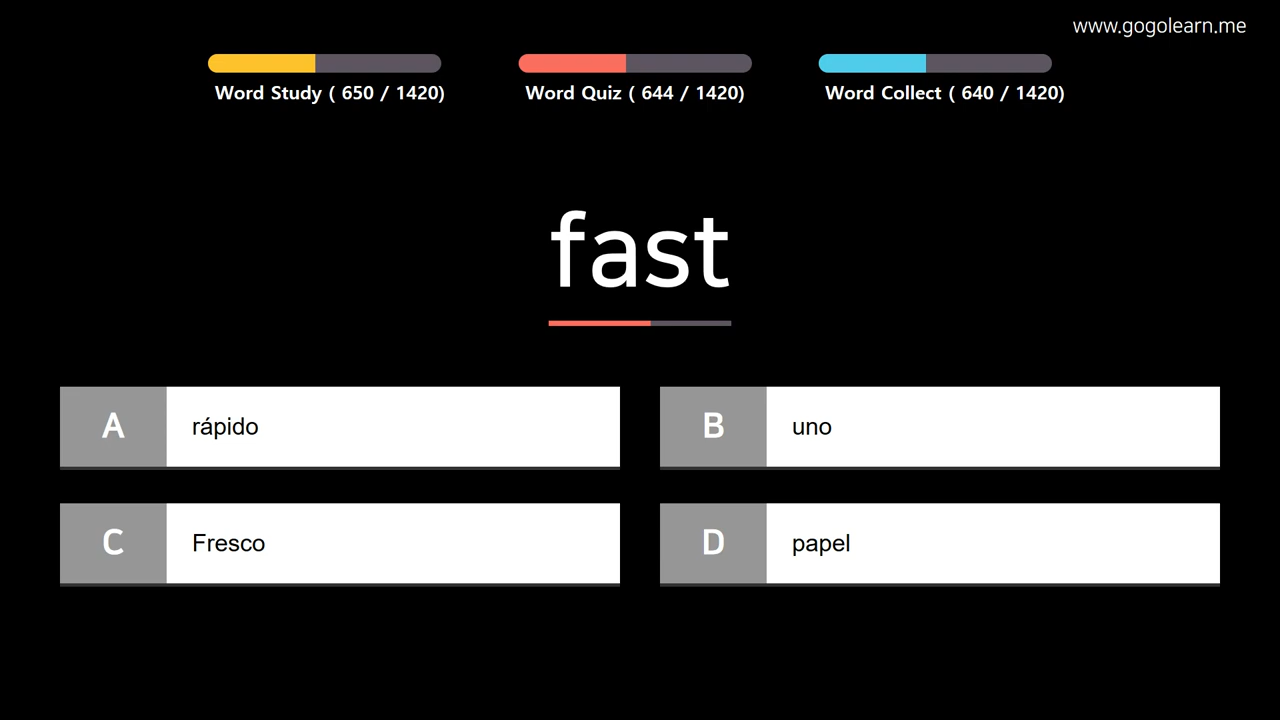 www.gogolearn.me
Word Study ( 650 / 1420)
Word Quiz ( 644 / 1420)
Word Collect ( 640 / 1420)
fast
A rápido
B uno
C Fresco
D papel